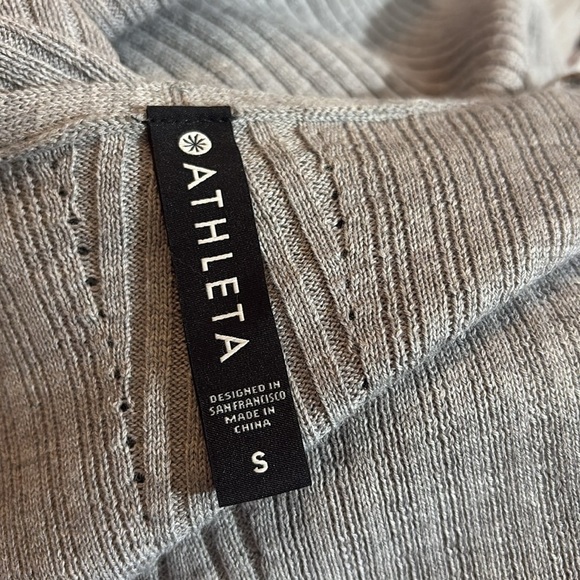 ATHLETA
DESIGNED IN
SAN FRANCISCO
MADE IN
CHINA
S